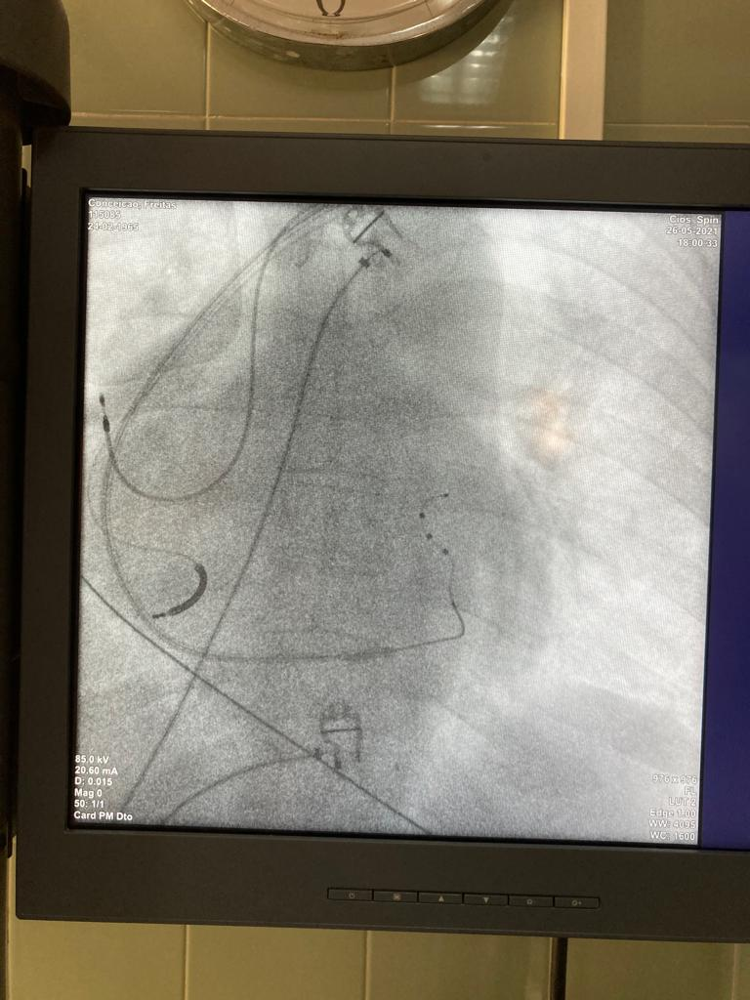 Conceicao, Freitas
115085
24-02-1965
Cios Spin
26-05-2021
18:00:33
85.0 kV
20.60 mA
D: 0.015
Mag 0
50: 1/1
Card PM Dto
976 x 976
FL
LUT 2
Edge 1.00
WW: 4095
WC: 1600